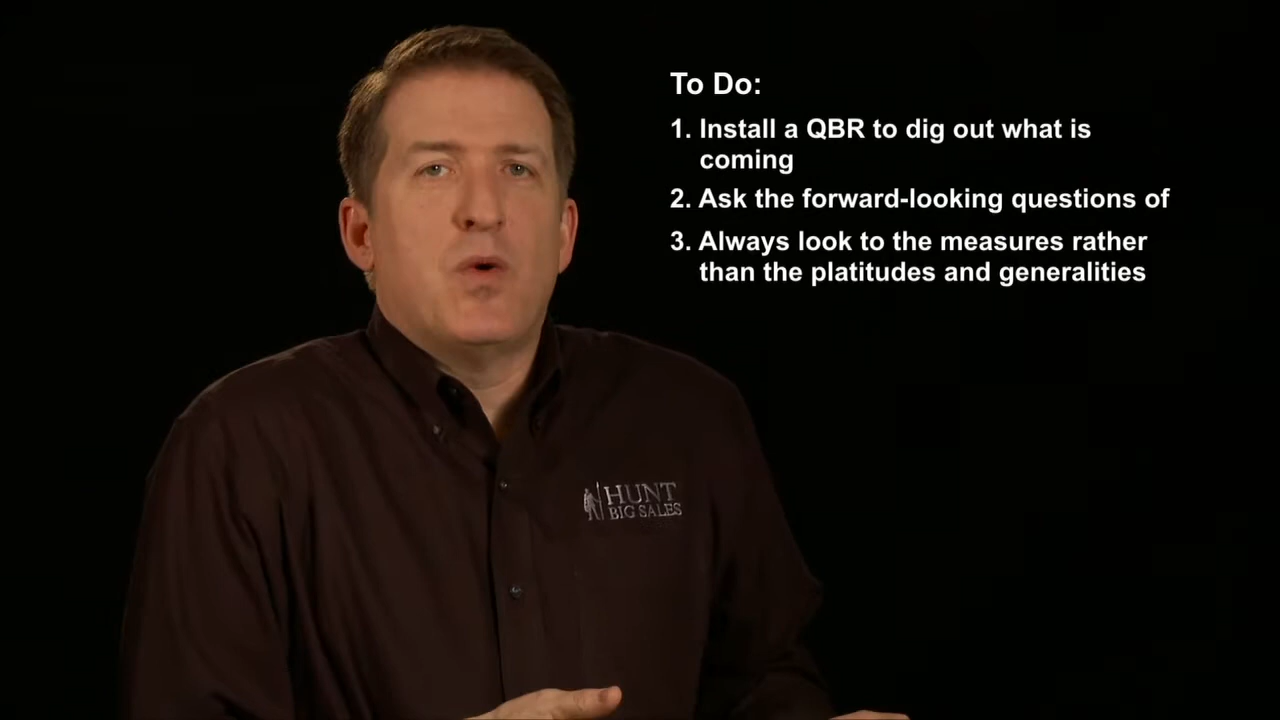 To Do:
1. Install a QBR to dig out what is
coming
2. Ask the forward-looking questions of
3. Always look to the measures rather
than the platitudes and generalities
HUNT
BIG SALES